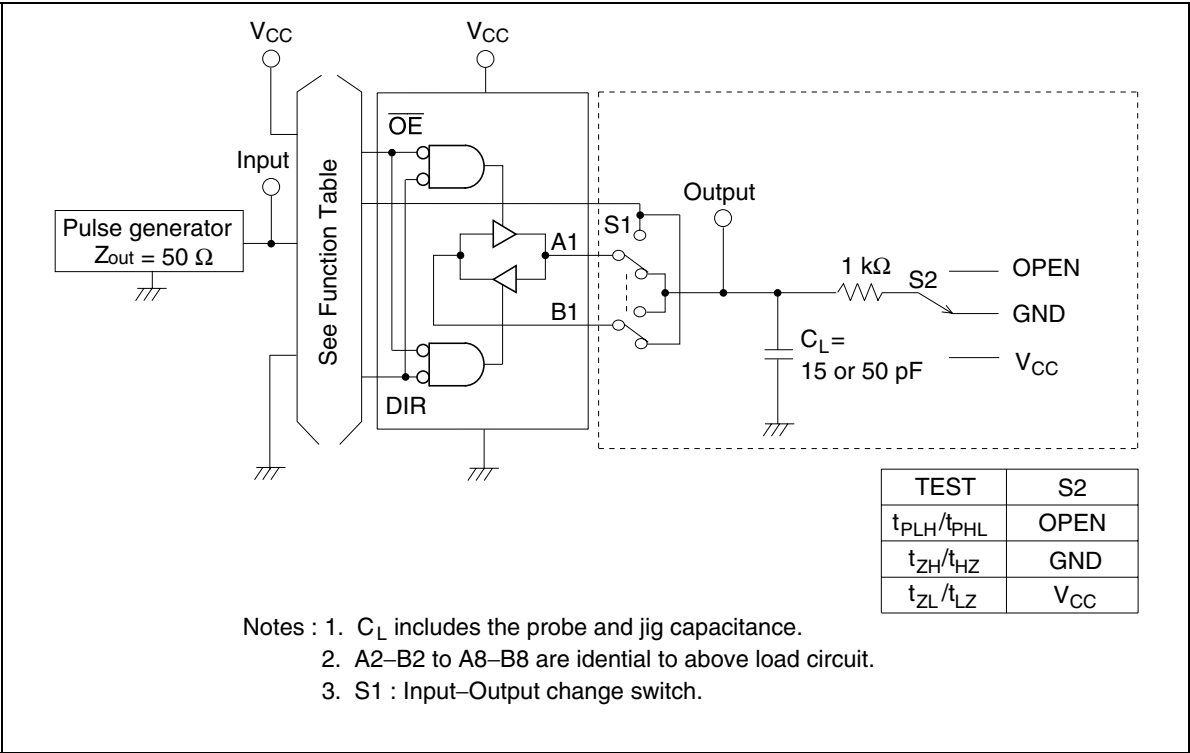 VCC
VCC
Input
Pulse generator
Zout = 50 Ω
See Function Table
OE
DIR
A1
B1
S1
Output
1 kΩ
S2
OPEN
GND
VCC
CL=
15 or 50 pF
TEST S2
tPLH/tPHL OPEN
tZH/tHZ GND
tZL/tLZ VCC
Notes : 1. CL includes the probe and jig capacitance.
2. A2–B2 to A8–B8 are idential to above load circuit.
3. S1 : Input–Output change switch.